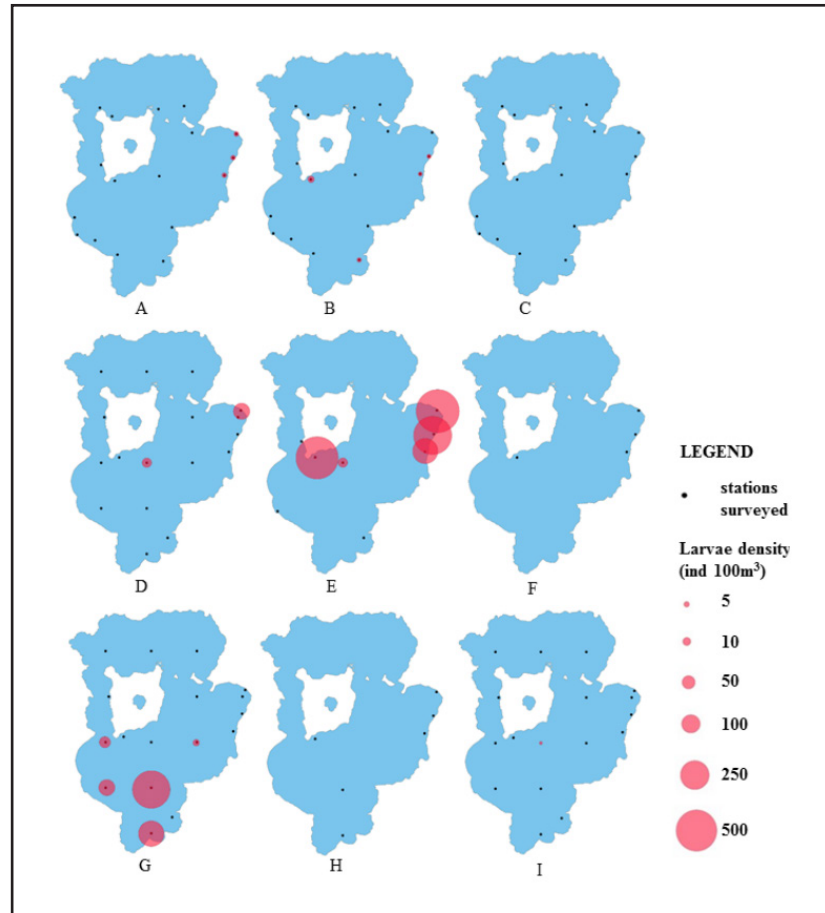 A
B
C
D
E
F
LEGEND
stations
surveyed
Larvae density
(ind 100m³)
5
10
50
100
250
500
G
H
I